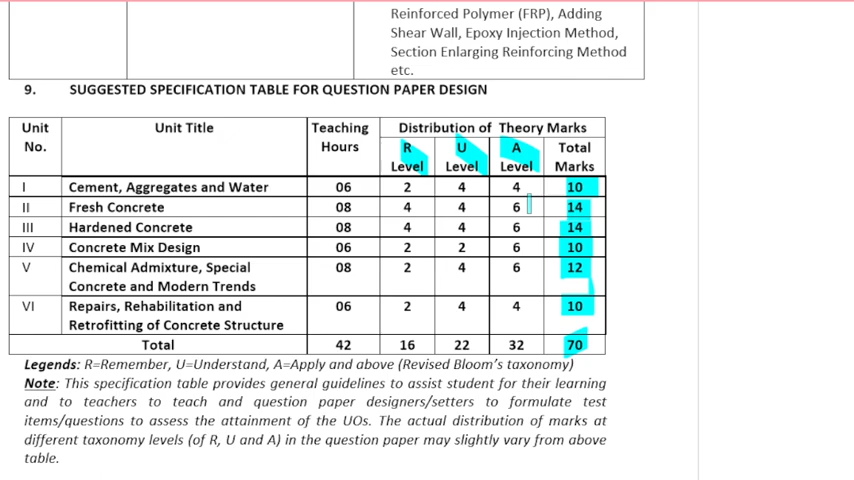 Reinforced Polymer (FRP), Adding
Shear Wall, Epoxy Injection Method,
Section Enlarging Reinforcing Method
etc.
9. SUGGESTED SPECIFICATION TABLE FOR QUESTION PAPER DESIGN
Unit No. Unit Title Teaching Hours Distribution of Theory Marks
R Level U Level A Level Total Marks
I Cement, Aggregates and Water 06 2 4 4 10
II Fresh Concrete 08 4 4 6 14
III Hardened Concrete 08 4 4 6 14
IV Concrete Mix Design 06 2 2 6 10
V Chemical Admixture, Special 08 2 4 6 12
Concrete and Modern Trends
VI Repairs, Rehabilitation and 06 2 4 4 10
Retrofitting of Concrete Structure
Total 42 16 22 32 70
Legends: R=Remember, U=Understand, A=Apply and above (Revised Bloom's taxonomy)
Note: This specification table provides general guidelines to assist student for their learning
and to teachers to teach and question paper designers/setters to formulate test
items/questions to assess the attainment of the UOs. The actual distribution of marks at
different taxonomy levels (of R, U and A) in the question paper may slightly vary from above
table.